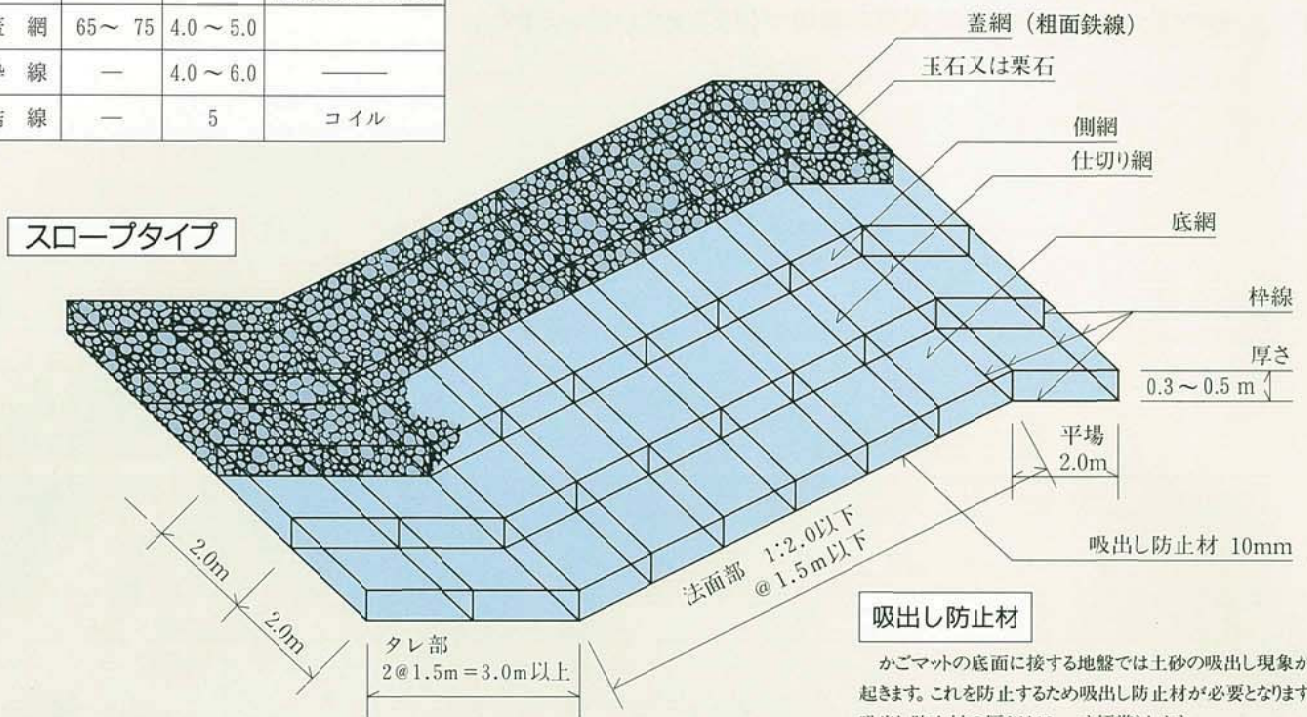 蓋 網 65～ 75 4.0～5.0
枠 線 — 4.0～6.0 ——
結 線 — 5 コイル
スロープタイプ
蓋網（粗面鉄線）
玉石又は栗石
側網
仕切り網
底網
枠線
厚さ
0.3～0.5 m
平場
2.0m
吸出し防止材 10mm
法面部 1:2.0以下
@1.5m以下
2.0m
2.0m
タレ部
2@1.5m＝3.0m以上
吸出し防止材
かごマットの底面に接する地盤では土砂の吸出し現象が
起きます。これを防止するため吸出し防止材が必要となります